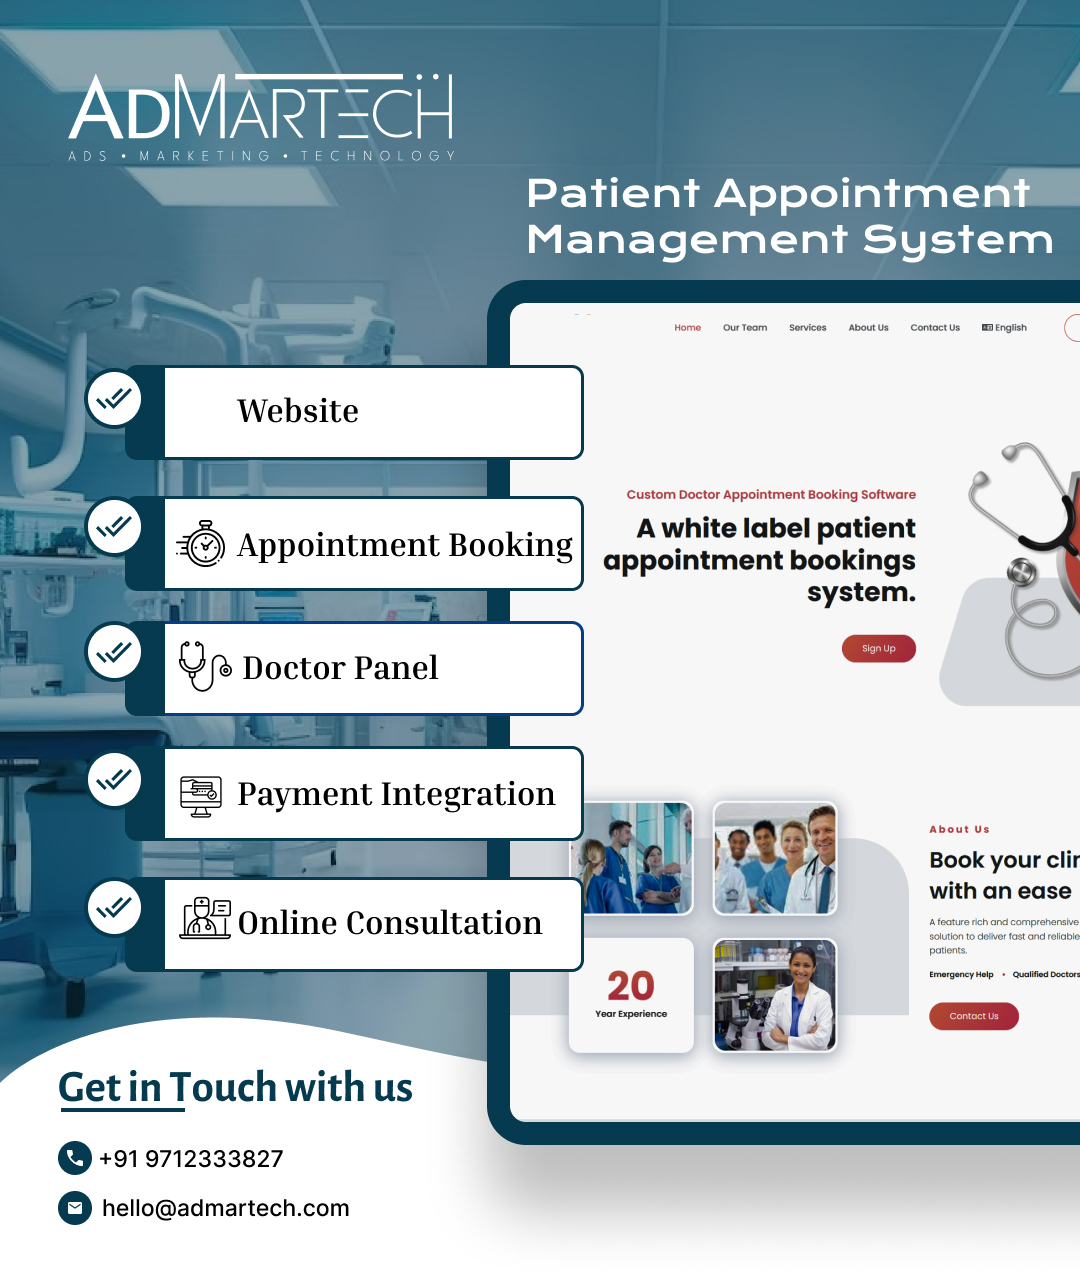 ADMARTECH
ADS • MARKETING • TECHNOLOGY
Patient Appointment
Management System
Home Our Team Services About Us Contact Us English
Website
Appointment Booking
Doctor Panel
Payment Integration
Online Consultation
Custom Doctor Appointment Booking Software
A white label patient
appointment bookings
system.
Sign Up
20
Year Experience
About Us
Book your
with an ease
A feature rich and comprehensive
solution to deliver fast and reliable
patients.
Emergency Help • Qualified Doctors
Contact Us
Get in Touch with us
+91 9712333827
hello@admartech.com